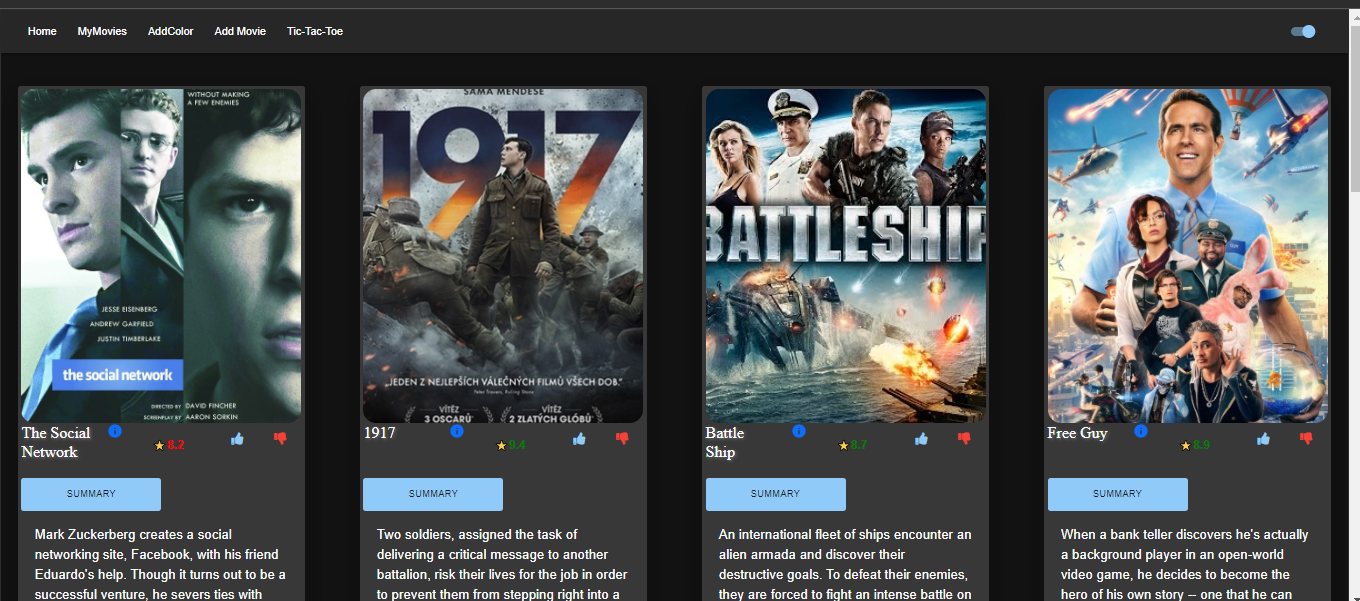 Home MyMovies AddColor Add Movie Tic-Tac-Toe
WITHOUT MAKING
A FEW ENEMIES
JESSE EISENBERG
ANDREW GARFIELD
JUSTIN TIMBERLAKE
the social network
DIRECTED BY DAVID FINCHER
SCREENPLAY BY AARON SORKIN
The Social
Network
8.2
SUMMARY
Mark Zuckerberg creates a social
networking site, Facebook, with his friend
Eduardo's help. Though it turns out to be a
successful venture, he severs ties with
SAMA MENDESE
1917
„JEDEN Z NEJLEPŠÍCH VÁLEČNÝCH FILMŮ VŠECH DOB.“
Peter Travers, Rolling Stone
VÍTĚZ
3 OSCARŮ
VÍTĚZ
2 ZLATÝCH GLÓBŮ
1917
9.4
SUMMARY
Two soldiers, assigned the task of
delivering a critical message to another
battalion, risk their lives for the job in order
to prevent them from stepping right into a
BATTLESHIP
Battle
Ship
8.7
SUMMARY
An international fleet of ships encounter an
alien armada and discover their
destructive goals. To defeat their enemies,
they are forced to fight an intense battle on
Free Guy
8.9
SUMMARY
When a bank teller discovers he's actually
a background player in an open-world
video game, he decides to become the
hero of his own story -- one that he can